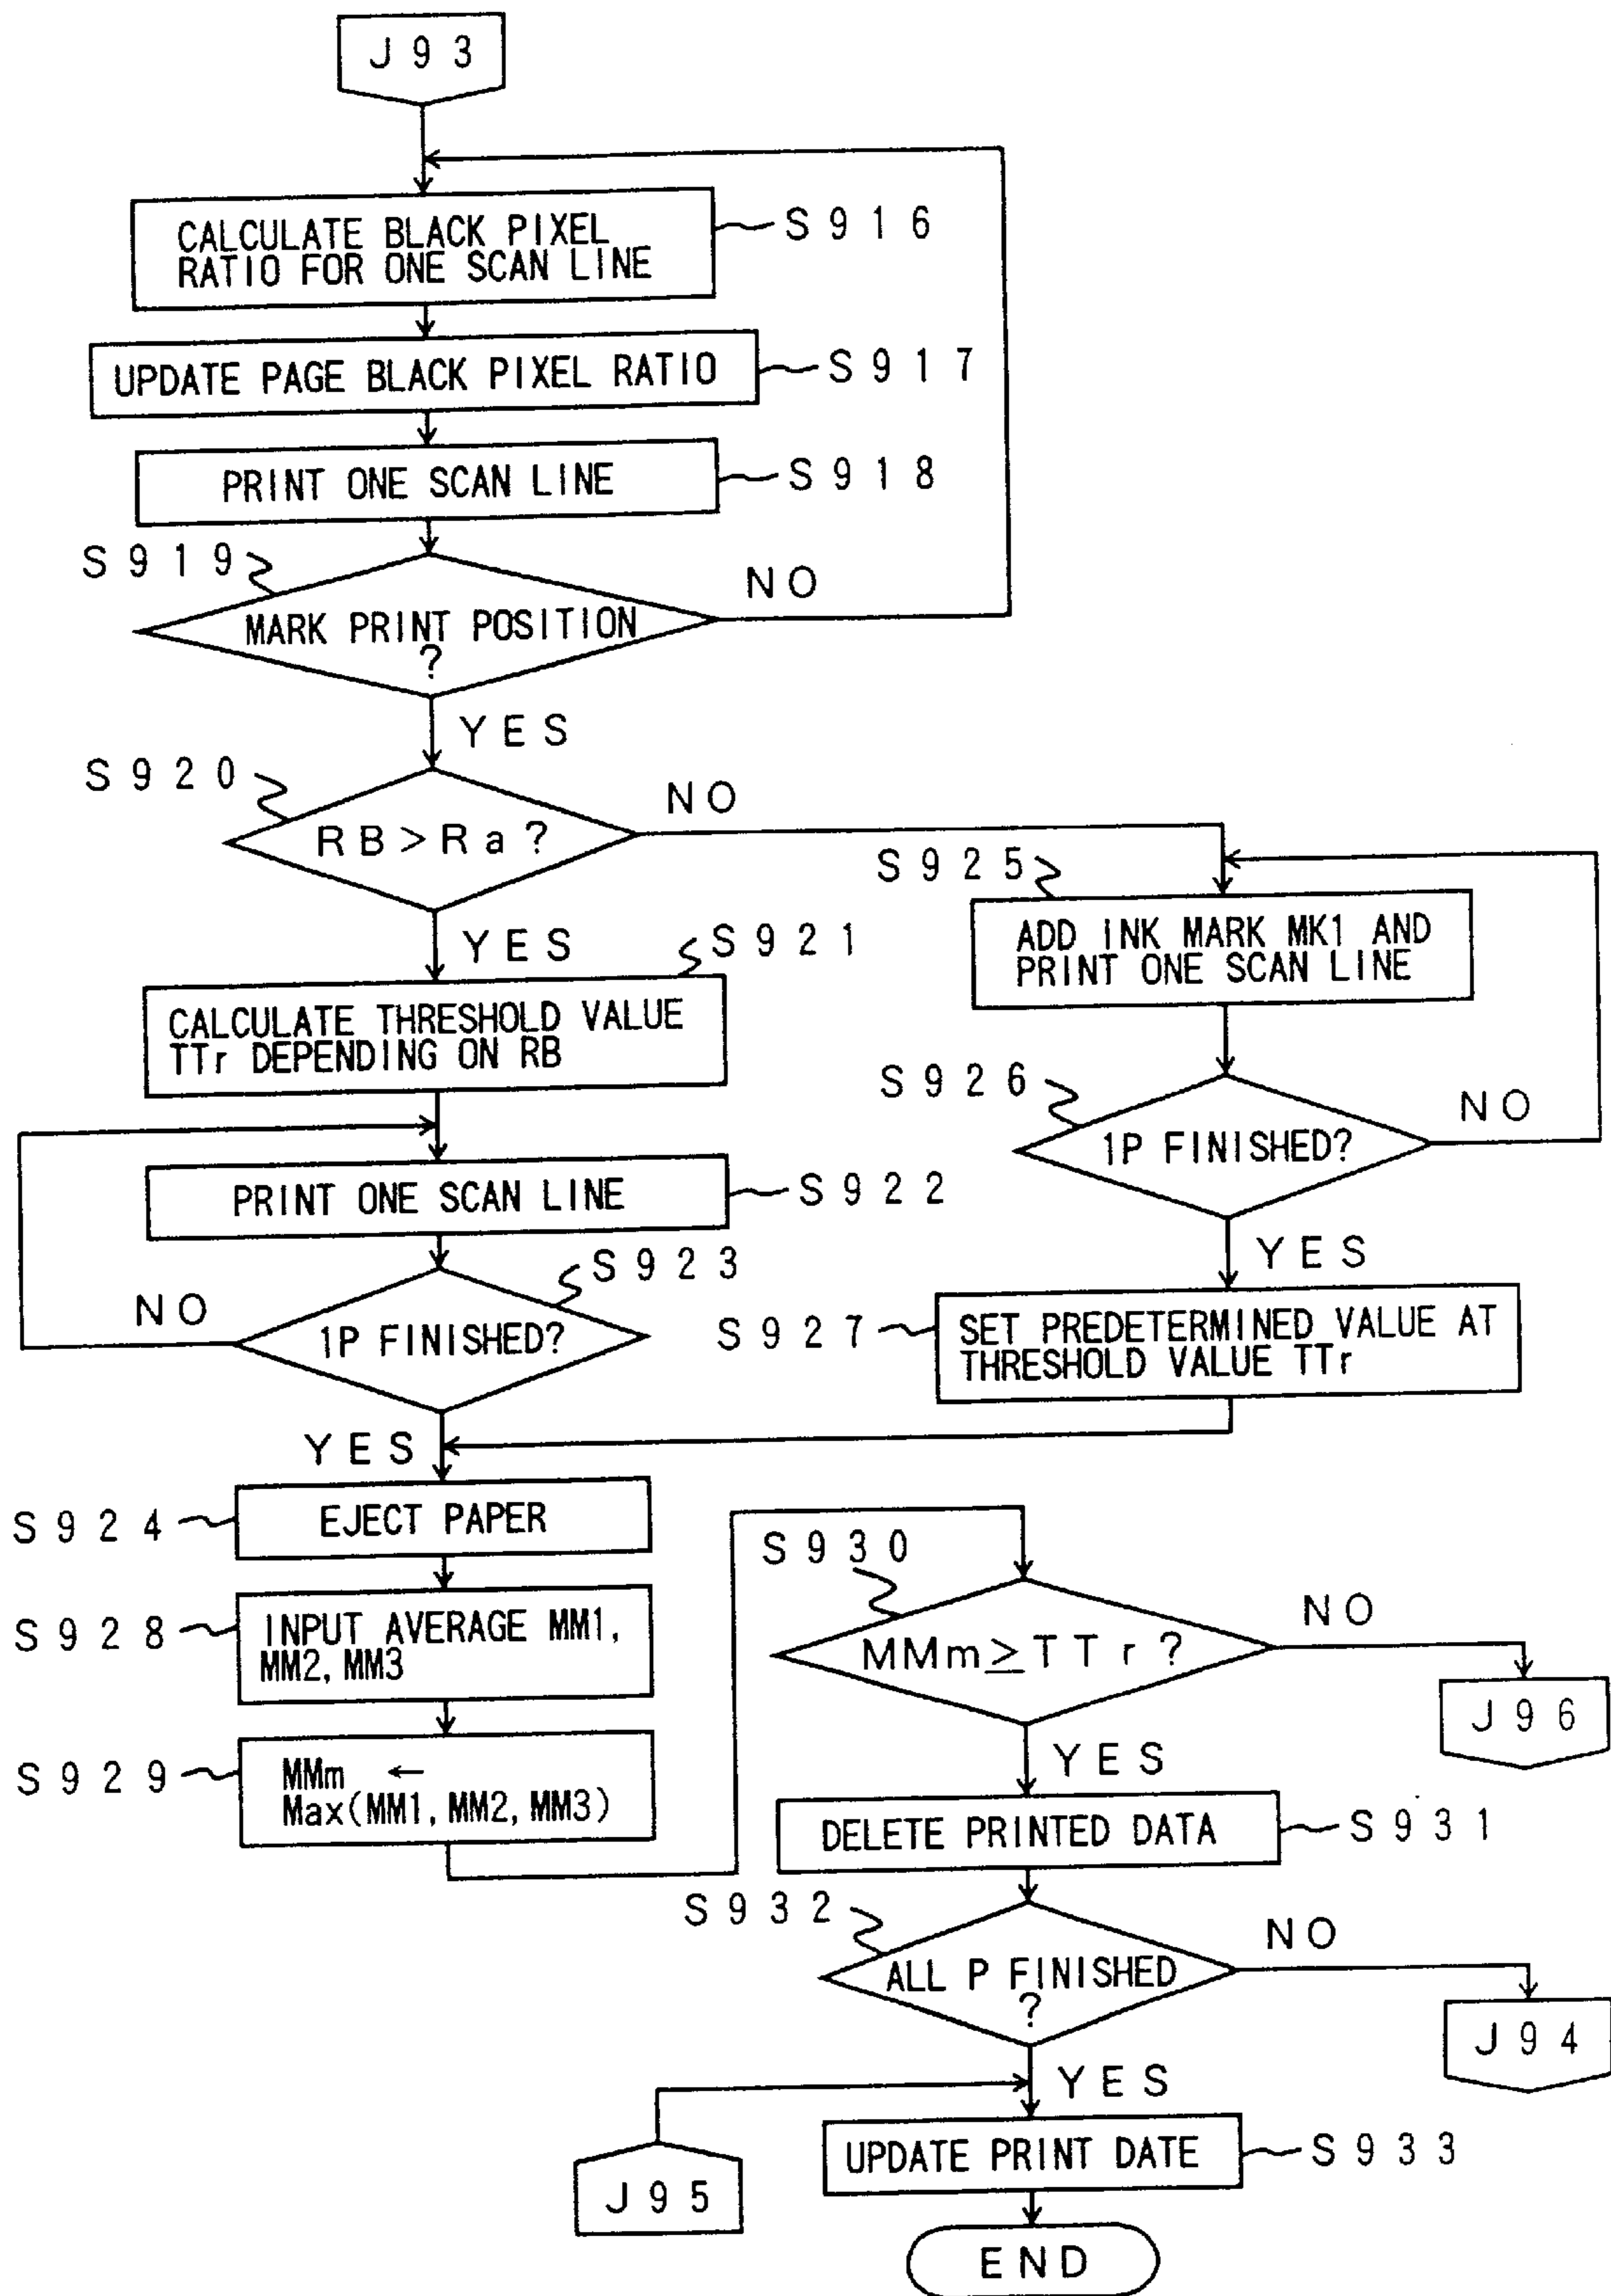 J93
CALCULATE BLACK PIXEL
RATIO FOR ONE SCAN LINE
S916
UPDATE PAGE BLACK PIXEL RATIO
S917
PRINT ONE SCAN LINE
S918
S919
MARK PRINT POSITION
?
NO
YES
S920
RB>Ra?
NO
YES
S921
CALCULATE THRESHOLD VALUE
TTr DEPENDING ON RB
S925
ADD INK MARK MK1 AND
PRINT ONE SCAN LINE
S926
1P FINISHED?
NO
YES
PRINT ONE SCAN LINE
S922
S923
1P FINISHED?
NO
YES
S927
SET PREDETERMINED VALUE AT
THRESHOLD VALUE TTr
S924
EJECT PAPER
S928
INPUT AVERAGE MM1,
MM2, MM3
S929
MMm ←
Max(MM1, MM2, MM3)
S930
MMm≥TTr?
NO
J96
YES
DELETE PRINTED DATA
S931
S932
ALL P FINISHED
?
NO
J94
YES
J95
UPDATE PRINT DATE
S933
END